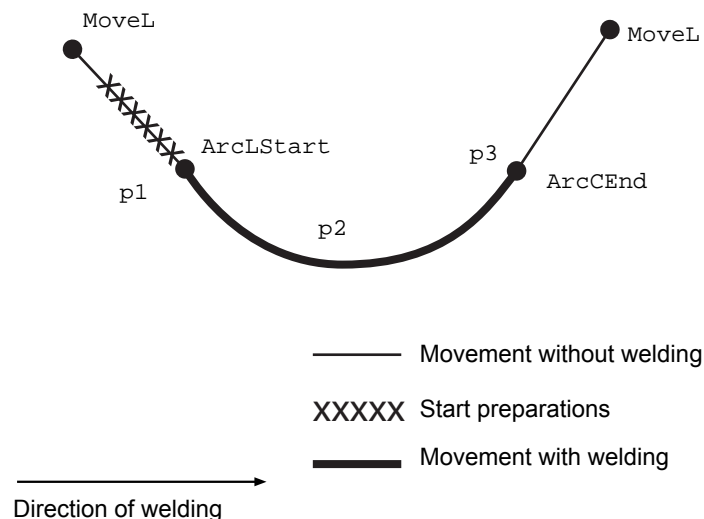 MoveL
MoveL
ArcLStart
p3
p1
ArcCEnd
p2
Movement without welding
XXXXX Start preparations
Movement with welding
Direction of welding